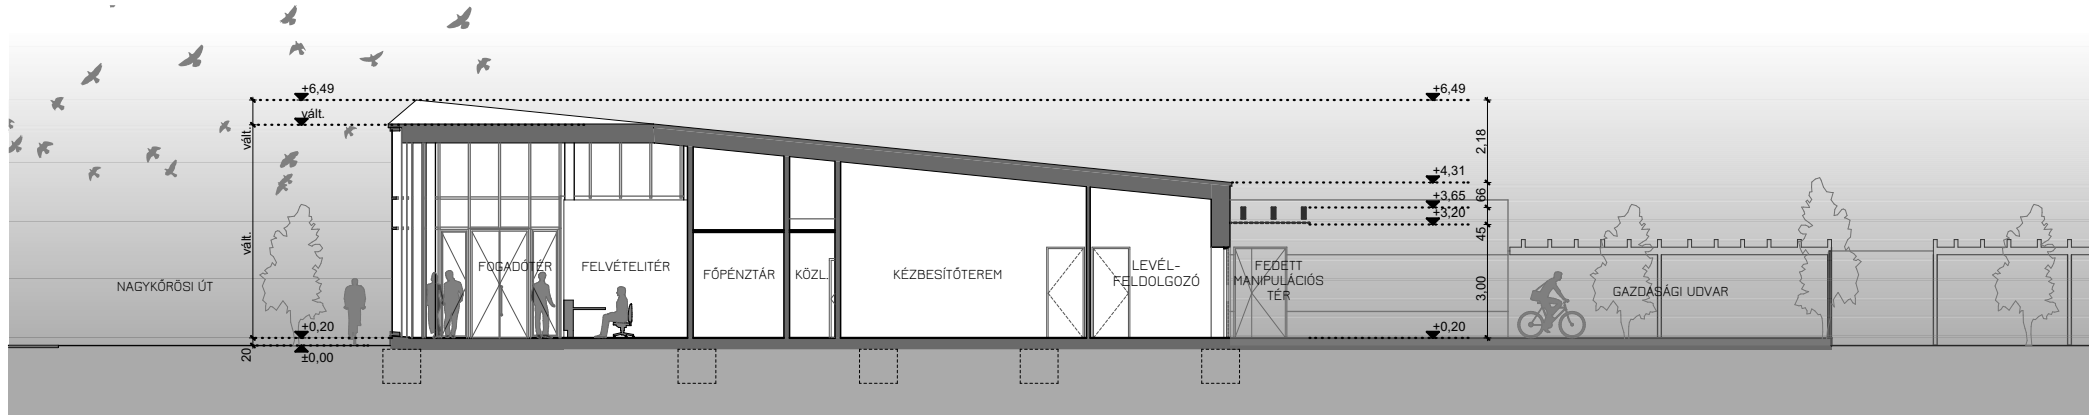 +6,49
vált.
vált.
vált.
+0,20
20
±0,00
NAGYKŐRÖSI ÚT
FOGADÓTÉR
FELVÉTELITÉR
FŐPÉNZTÁR
KÖZL.
KÉZBESÍTŐTEREM
LEVÉL-
FELDOLGOZÓ
FEDETT
MANIPULÁCIÓS
TÉR
GAZDASÁGI UDVAR
+6,49
2,18
+4,31
66
+3,65
+3,20
45
3,00
+0,20